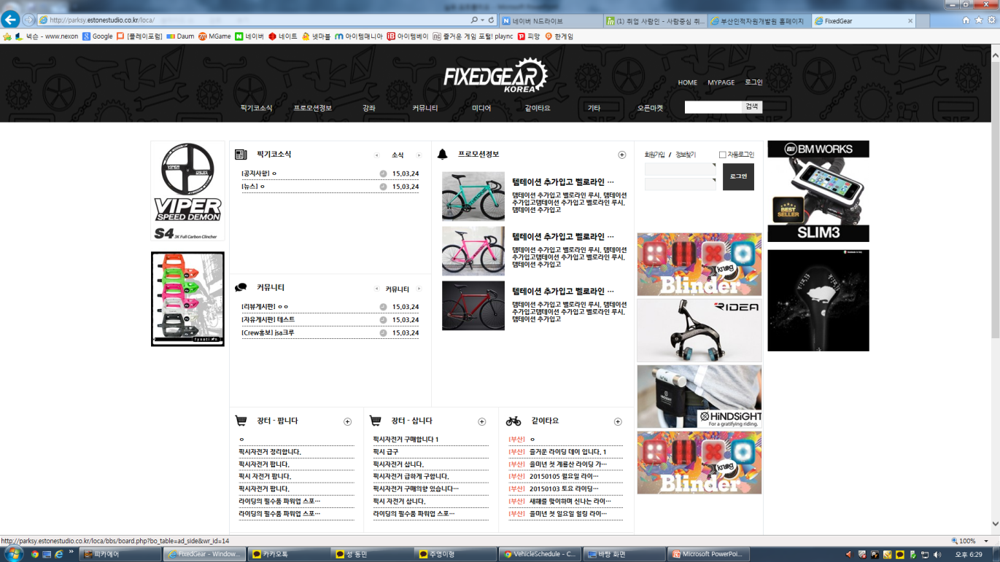 http://parksy.estonestudio.co.kr/loca/
네이버 N드라이브
(1) 취업 사람인 - 사람중심 취...
부산인적자원개발원 홈페이지
FixedGear
넥슨 - www.nexon
Google
[플레이포럼]
Daum
MGame
네이버
네이트
넷마블
아이템매니아
아이템베이
즐거운 게임 포털! plaync
피망
한게임
FIXEDGEAR
KOREA
HOME MYPAGE 로그인
픽기코소식 프로모션정보 강좌 커뮤니티 미디어 같이타요 기타 오픈마켓 검색
VIPER
SPEED DEMON
S4 3K Full Carbon Clincher
fyxation
픽기코소식 소식
[공지사항] ㅇ 15.03.24
[뉴스] ㅇ 15.03.24
커뮤니티 커뮤니티
[리뷰게시판] ㅇㅇ 15.03.24
[자유게시판] 테스트 15.03.24
[Crew홍보] jsa크루 15.03.24
프로모션정보
템테이션 추가입고 벨로라인 …
템테이션 추가입고 벨로라인 루시, 템테이션
추가입고템테이션 추가입고 벨로라인 루시,
템테이션 추가입고
템테이션 추가입고 벨로라인 …
템테이션 추가입고 벨로라인 루시, 템테이션
추가입고템테이션 추가입고 벨로라인 루시,
템테이션 추가입고
템테이션 추가입고 벨로라인 …
템테이션 추가입고 벨로라인 루시, 템테이션
추가입고템테이션 추가입고 벨로라인 루시,
템테이션 추가입고
회원가입 / 정보찾기 자동로그인
로그인
knog
Blinder
RIDEA
HiNDSiGHT
For a gratifying riding.
knog
Blinder
BM WORKS
BEST
SELLER
SLIM3
장터 - 팝니다
ㅇ
픽시자전거 정리합니다.
픽시자전거 팝니다.
픽시 자전거 팝니다.
픽시자전거 팝니다.
라이딩의 필수품 파워업 스포…
라이딩의 필수품 파워업 스포…
장터 - 삽니다
픽시자전거 구매합니다 1
픽시 급구
픽시자전거 삽니다.
픽시자전거 급하게 구합니다.
픽시자전거 구매의향 있습니다…
픽시 자전거 삽니다.
라이딩의 필수품 파워업 스포…
같이타요
[부산] ㅇ
[부산] 즐거운 라이딩 데이 입니다. 1
[부산] 을미년 첫 계룡산 라이딩 가…
[부산] 20150105 월요일 라이…
[부산] 20150103 토요 라이딩…
[부산] 새해를 맞이하며 신나는 라이…
[부산] 을미년 첫 일요일 힐링 라이…
http://parksy.estonestudio.co.kr/loca/bbs/board.php?bo_table=ad_side&wr_id=14
100%
피카에어
FixedGear - Window...
카카오톡
성 동민
주영이형
VehicleSchedule - C...
바탕 화면
Microsoft PowerPoi...
오후 6:29